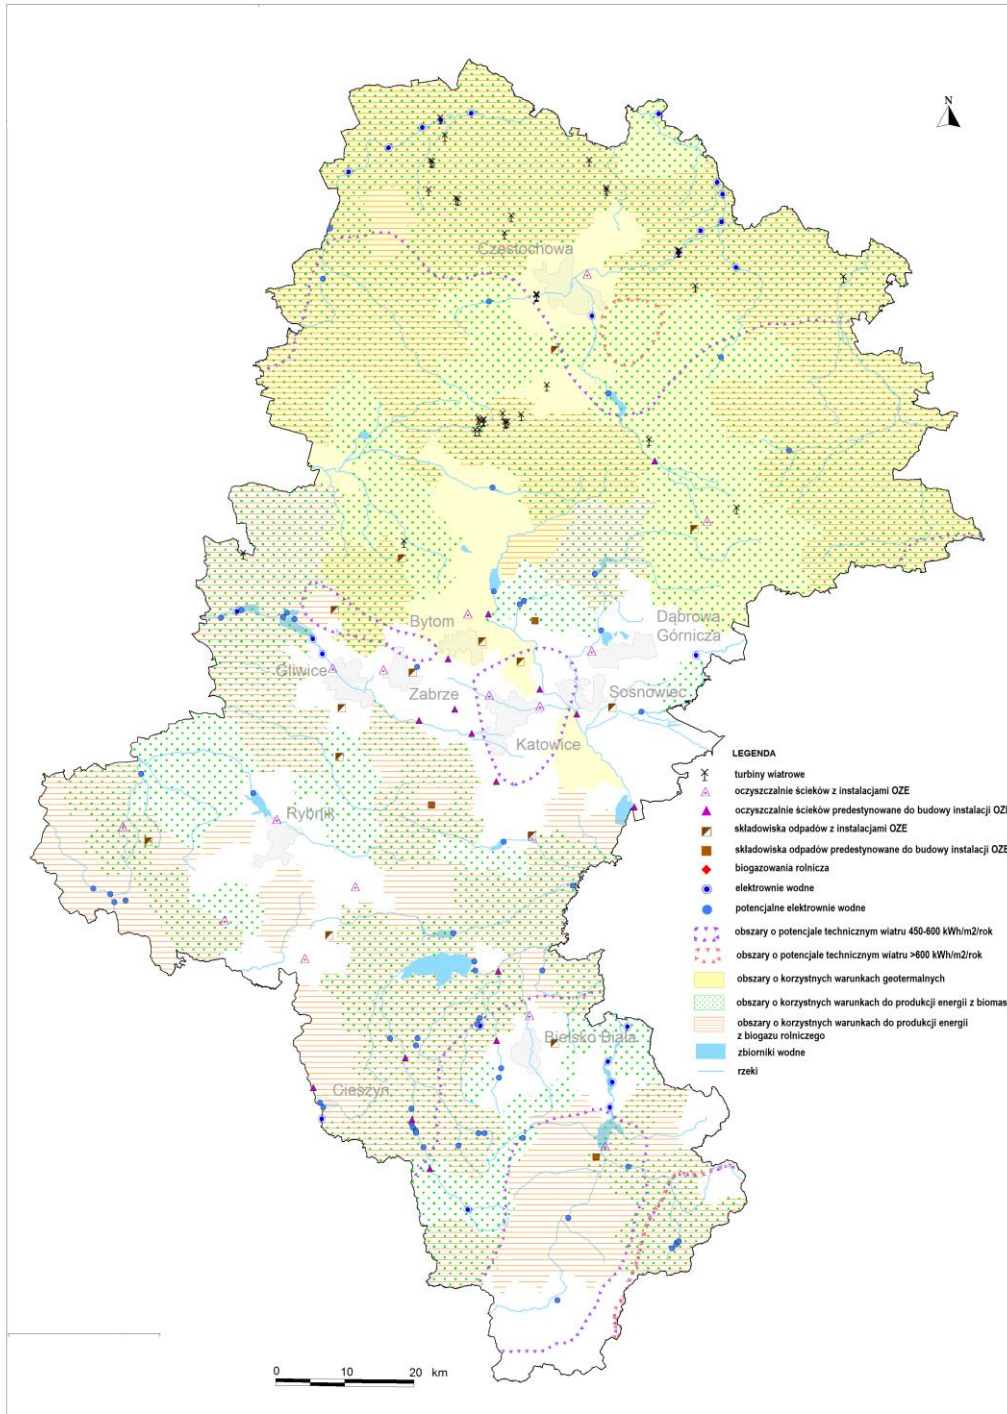 N
Częstochowa
Bytom
Dąbrowa
Górnicza
Gliwice
Zabrze
Sosnowiec
Katowice
Rybnik
Bielsko Biała
Cieszyn
LEGENDA
turbiny wiatrowe
oczyszczalnie ścieków z instalacjami OZE
oczyszczalnie ścieków predestynowane do budowy instalacji OZE
składowiska odpadów z instalacjami OZE
składowiska odpadów predestynowane do budowy instalacji OZE
biogazowania rolnicza
elektrownie wodne
potencjalne elektrownie wodne
obszary o potencjale technicznym wiatru 450-600 kWh/m2/rok
obszary o potencjale technicznym wiatru >600 kWh/m2/rok
obszary o korzystnych warunkach geotermalnych
obszary o korzystnych warunkach do produkcji energii z biomas
obszary o korzystnych warunkach do produkcji energii
z biogazu rolniczego
zbiorniki wodne
rzeki
0 10 20 km